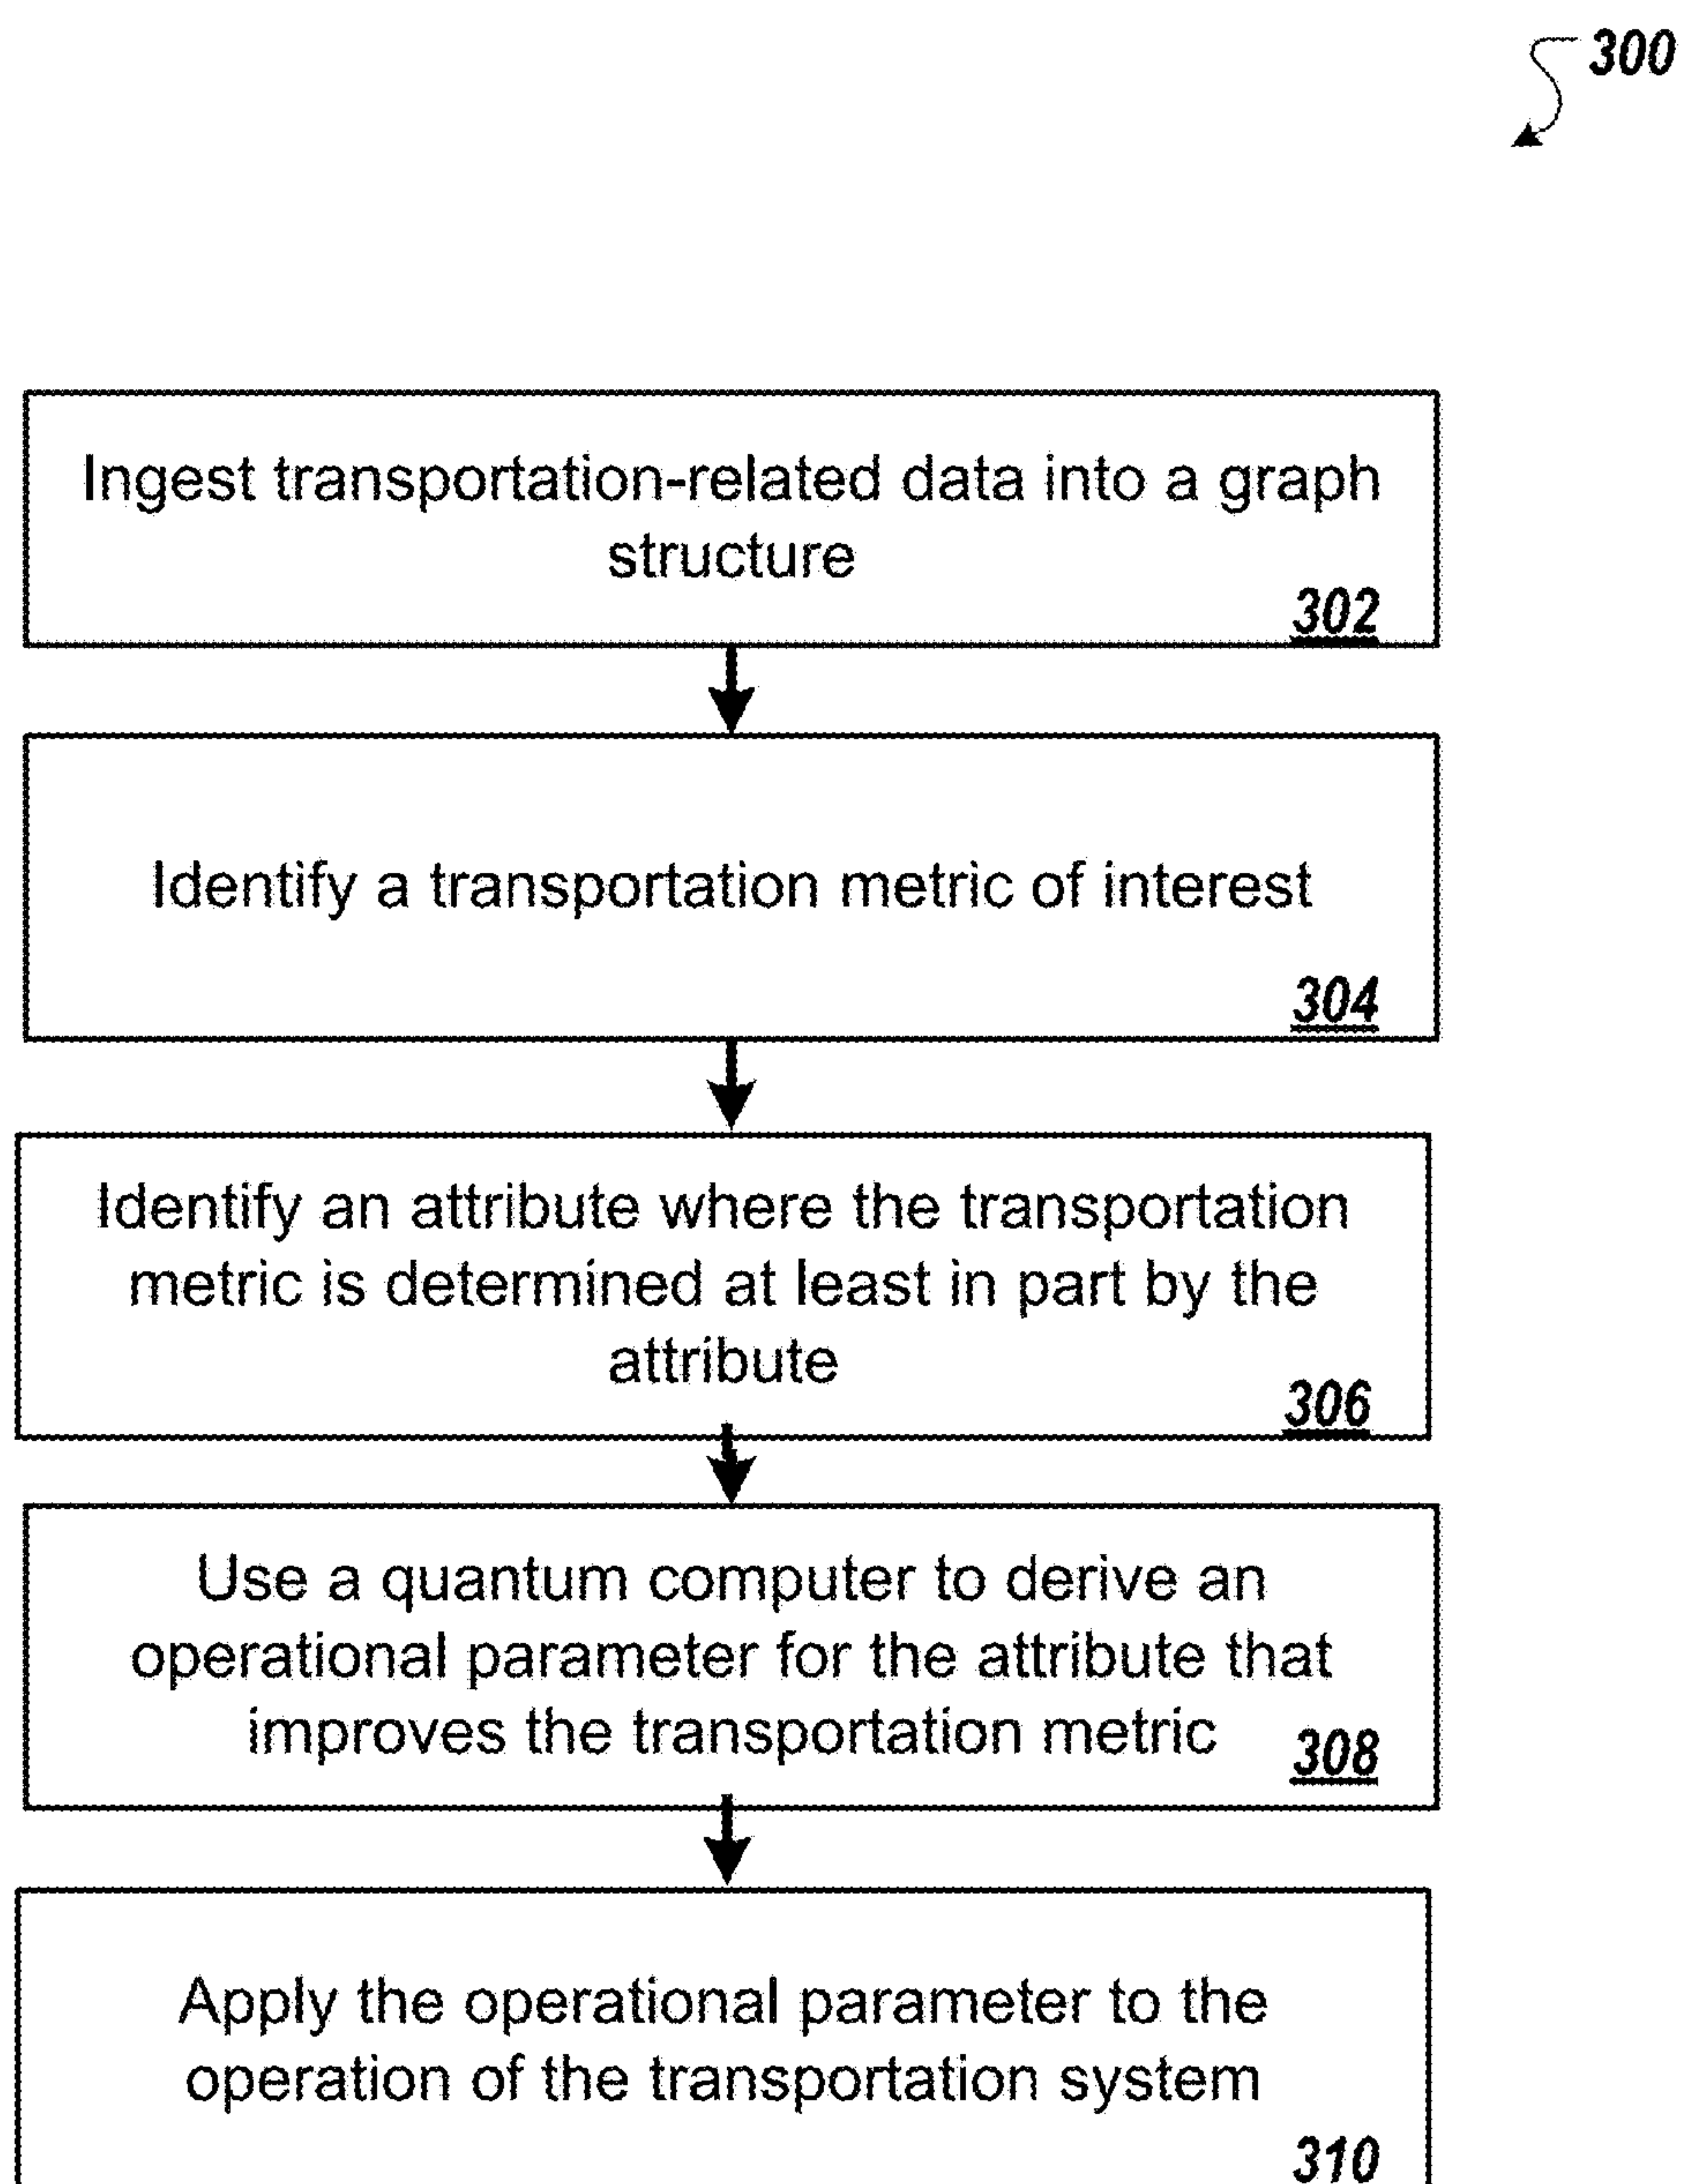 300
Ingest transportation-related data into a graph
structure
302
Identify a transportation metric of interest
304
Identify an attribute where the transportation
metric is determined at least in part by the
attribute
306
Use a quantum computer to derive an
operational parameter for the attribute that
improves the transportation metric
308
Apply the operational parameter to the
operation of the transportation system
310